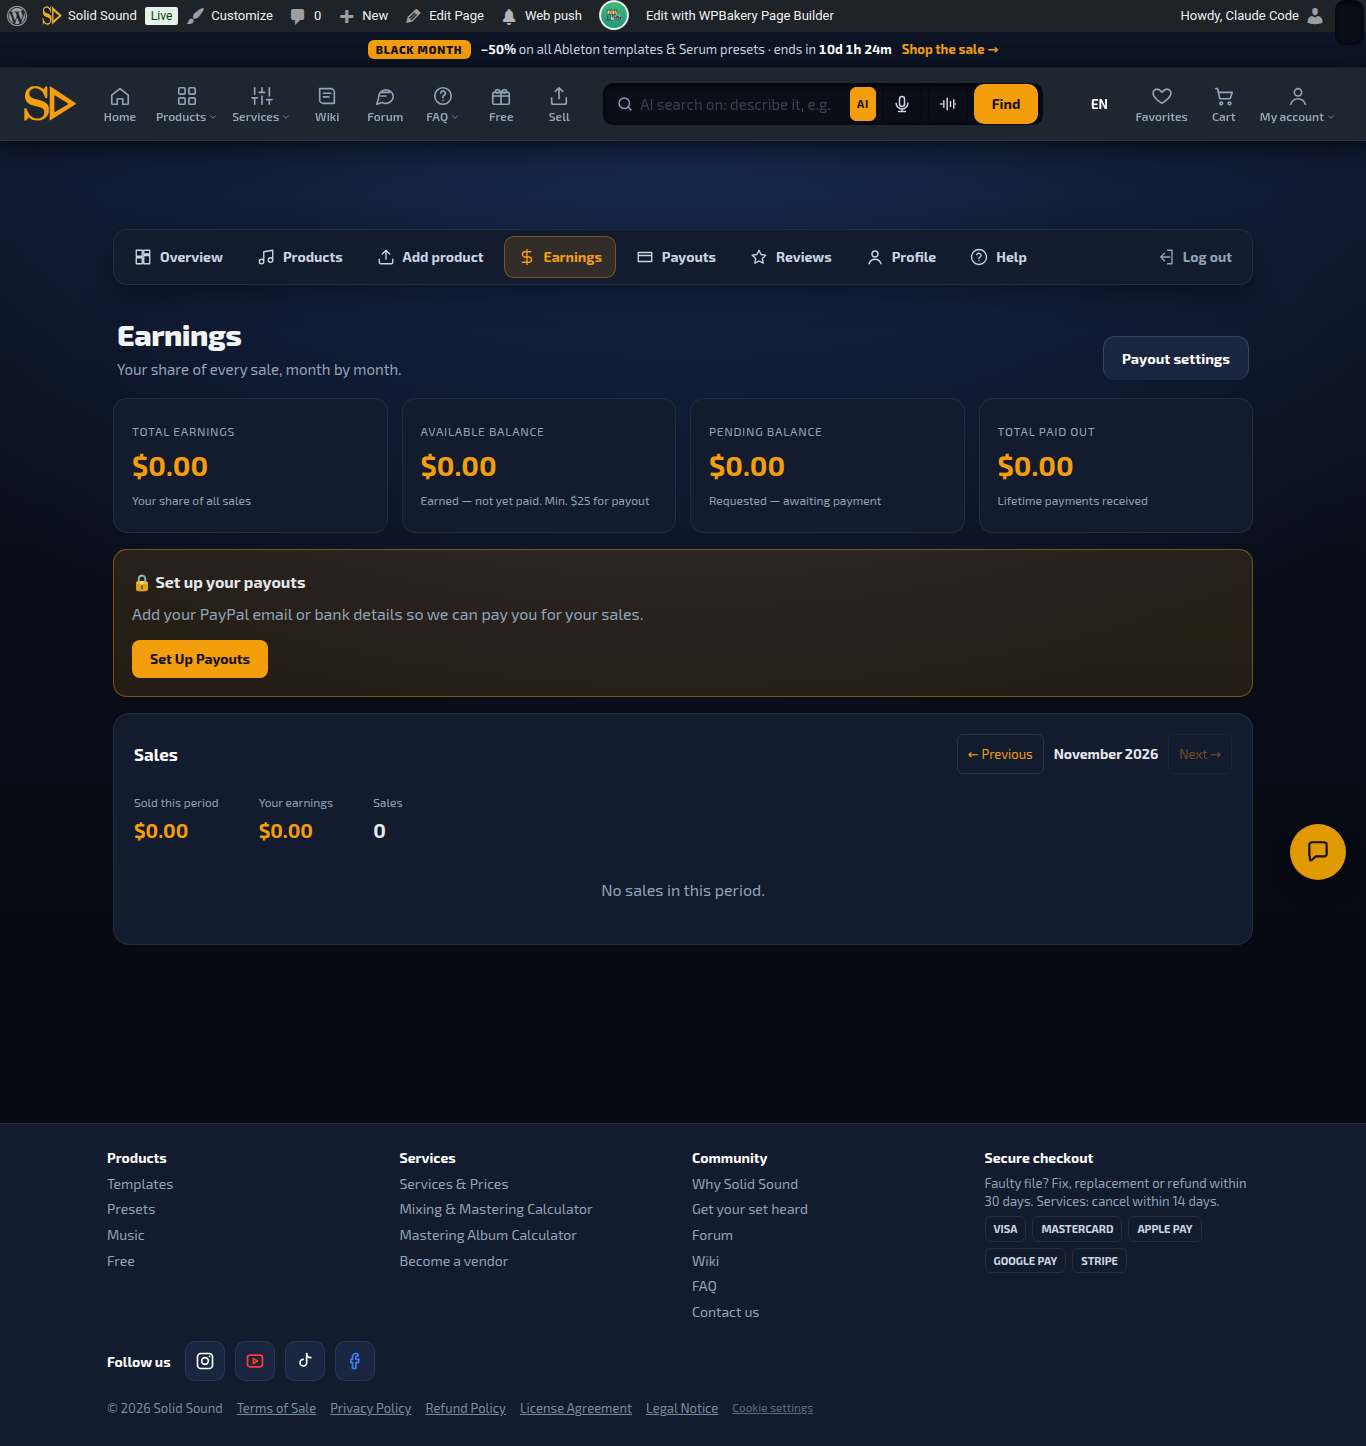 Solid Sound Live Customize 0 New Edit Page Web push Edit with WPBakery Page Builder Howdy, Claude Code
BLACK MONTH −50% on all Ableton templates & Serum presets · ends in 10d 1h 24m Shop the sale →
Home Products Services Wiki Forum FAQ Free Sell AI search on: describe it, e.g. AI Find EN Favorites Cart My account
Overview Products Add product Earnings Payouts Reviews Profile Help Log out
Earnings
Your share of every sale, month by month.
Payout settings
TOTAL EARNINGS
$0.00
Your share of all sales
AVAILABLE BALANCE
$0.00
Earned — not yet paid. Min. $25 for payout
PENDING BALANCE
$0.00
Requested — awaiting payment
TOTAL PAID OUT
$0.00
Lifetime payments received
🔒 Set up your payouts
Add your PayPal email or bank details so we can pay you for your sales.
Set Up Payouts
Sales
← Previous November 2026 Next →
Sold this period
$0.00
Your earnings
$0.00
Sales
0
No sales in this period.
Products
Templates
Presets
Music
Free
Services
Services & Prices
Mixing & Mastering Calculator
Mastering Album Calculator
Become a vendor
Community
Why Solid Sound
Get your set heard
Forum
Wiki
FAQ
Contact us
Secure checkout
Faulty file? Fix, replacement or refund within
30 days. Services: cancel within 14 days.
VISA MASTERCARD APPLE PAY
GOOGLE PAY STRIPE
Follow us
© 2026 Solid Sound Terms of Sale Privacy Policy Refund Policy License Agreement Legal Notice Cookie settings